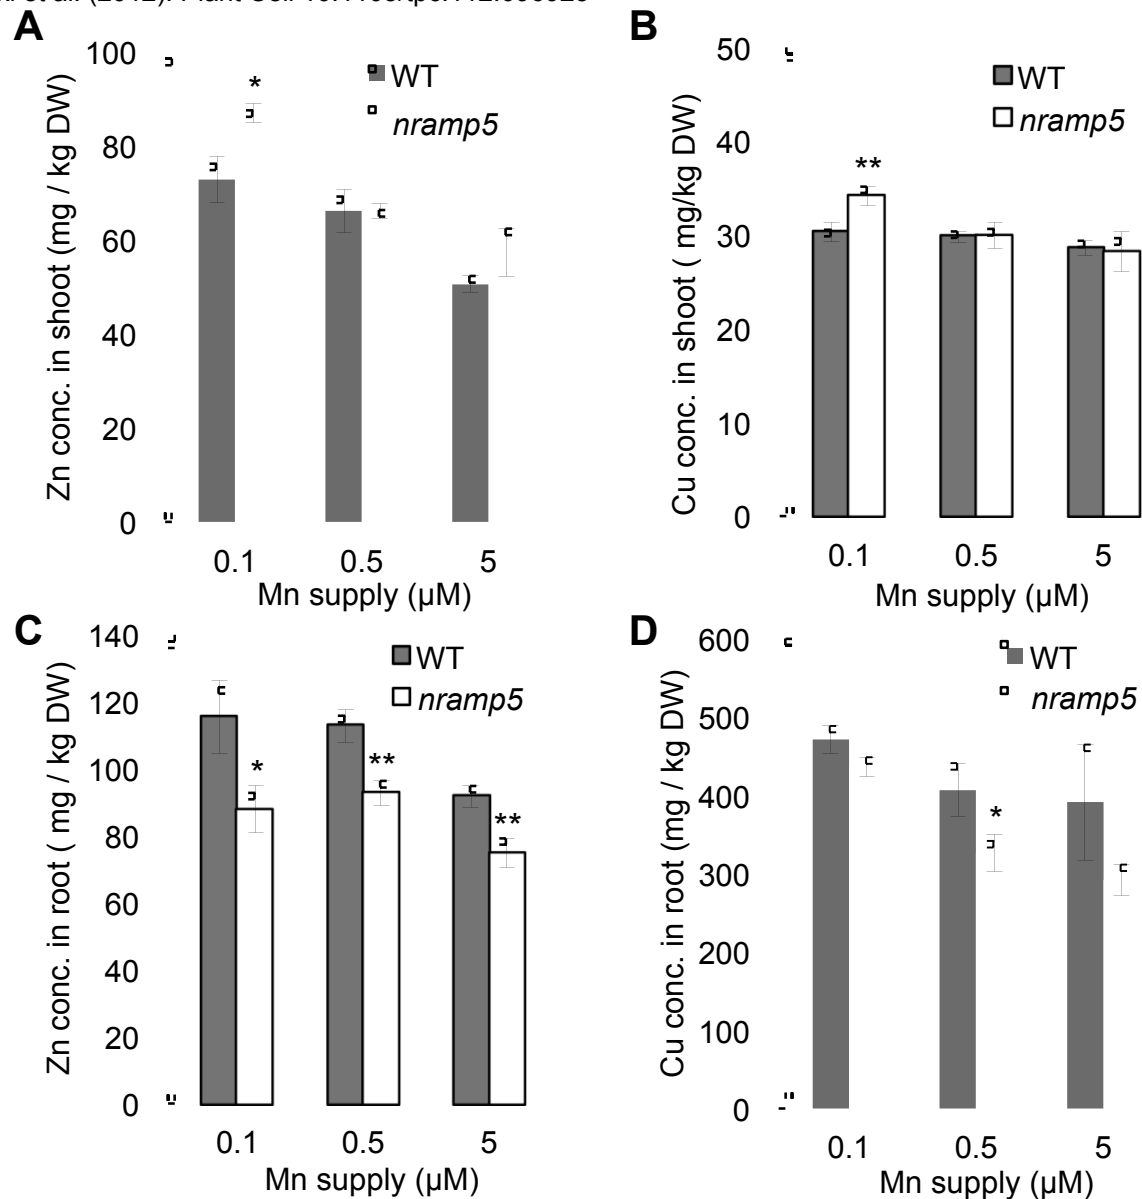 A
100
80
60
40
20
0
Zn conc. in shoot (mg / kg DW)
*
WT
nramp5
0.1 0.5 5
Mn supply (µM)
B
50
40
30
20
10
0
Cu conc. in shoot ( mg/kg DW)
**
WT
nramp5
0.1 0.5 5
Mn supply (µM)
C
140
120
100
80
60
40
20
0
Zn conc. in root ( mg / kg DW)
WT
nramp5
* ** **
0.1 0.5 5
Mn supply (µM)
D
600
500
400
300
200
100
0
Cu conc. in root (mg / kg DW)
WT
nramp5
*
0.1 0.5 5
Mn supply (µM)